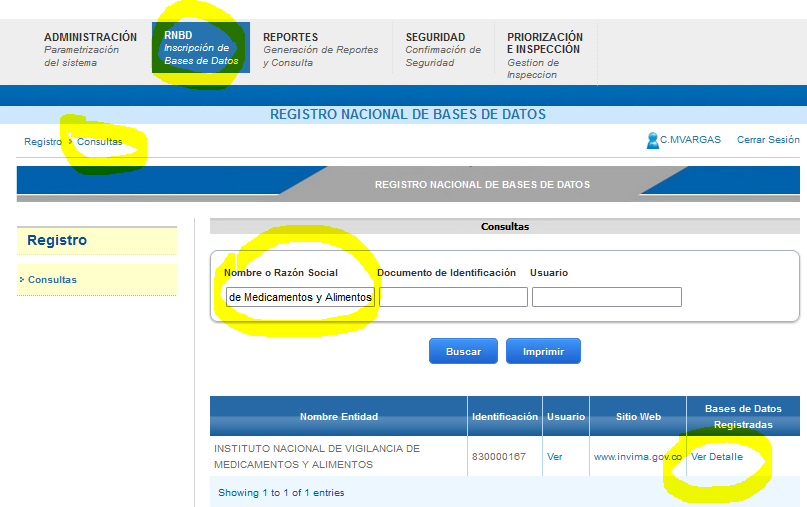 ADMINISTRACIÓN
Parametrización
del sistema
RNBD
Inscripción de
Bases de Datos
REPORTES
Generación de Reportes
y Consulta
SEGURIDAD
Confimación de
Seguridad
PRIORIZACIÓN
E INSPECCIÓN
Gestion de
Inspeccion
REGISTRO NACIONAL DE BASES DE DATOS
Registro > Consultas
C.MVARGAS Cerrar Sesión
REGISTRO NACIONAL DE BASES DE DATOS
Registro
Consultas
Consultas
Nombre o Razón Social Documento de Identificación Usuario
de Medicamentos y Alimentos
Buscar Imprimir
Nombre Entidad Identificación Usuario Sitio Web Bases de Datos
Registradas
INSTITUTO NACIONAL DE VIGILANCIA DE
MEDICAMENTOS Y ALIMENTOS
830000167 Ver www.invima.gov.co Ver Detalle
Showing 1 to 1 of 1 entries